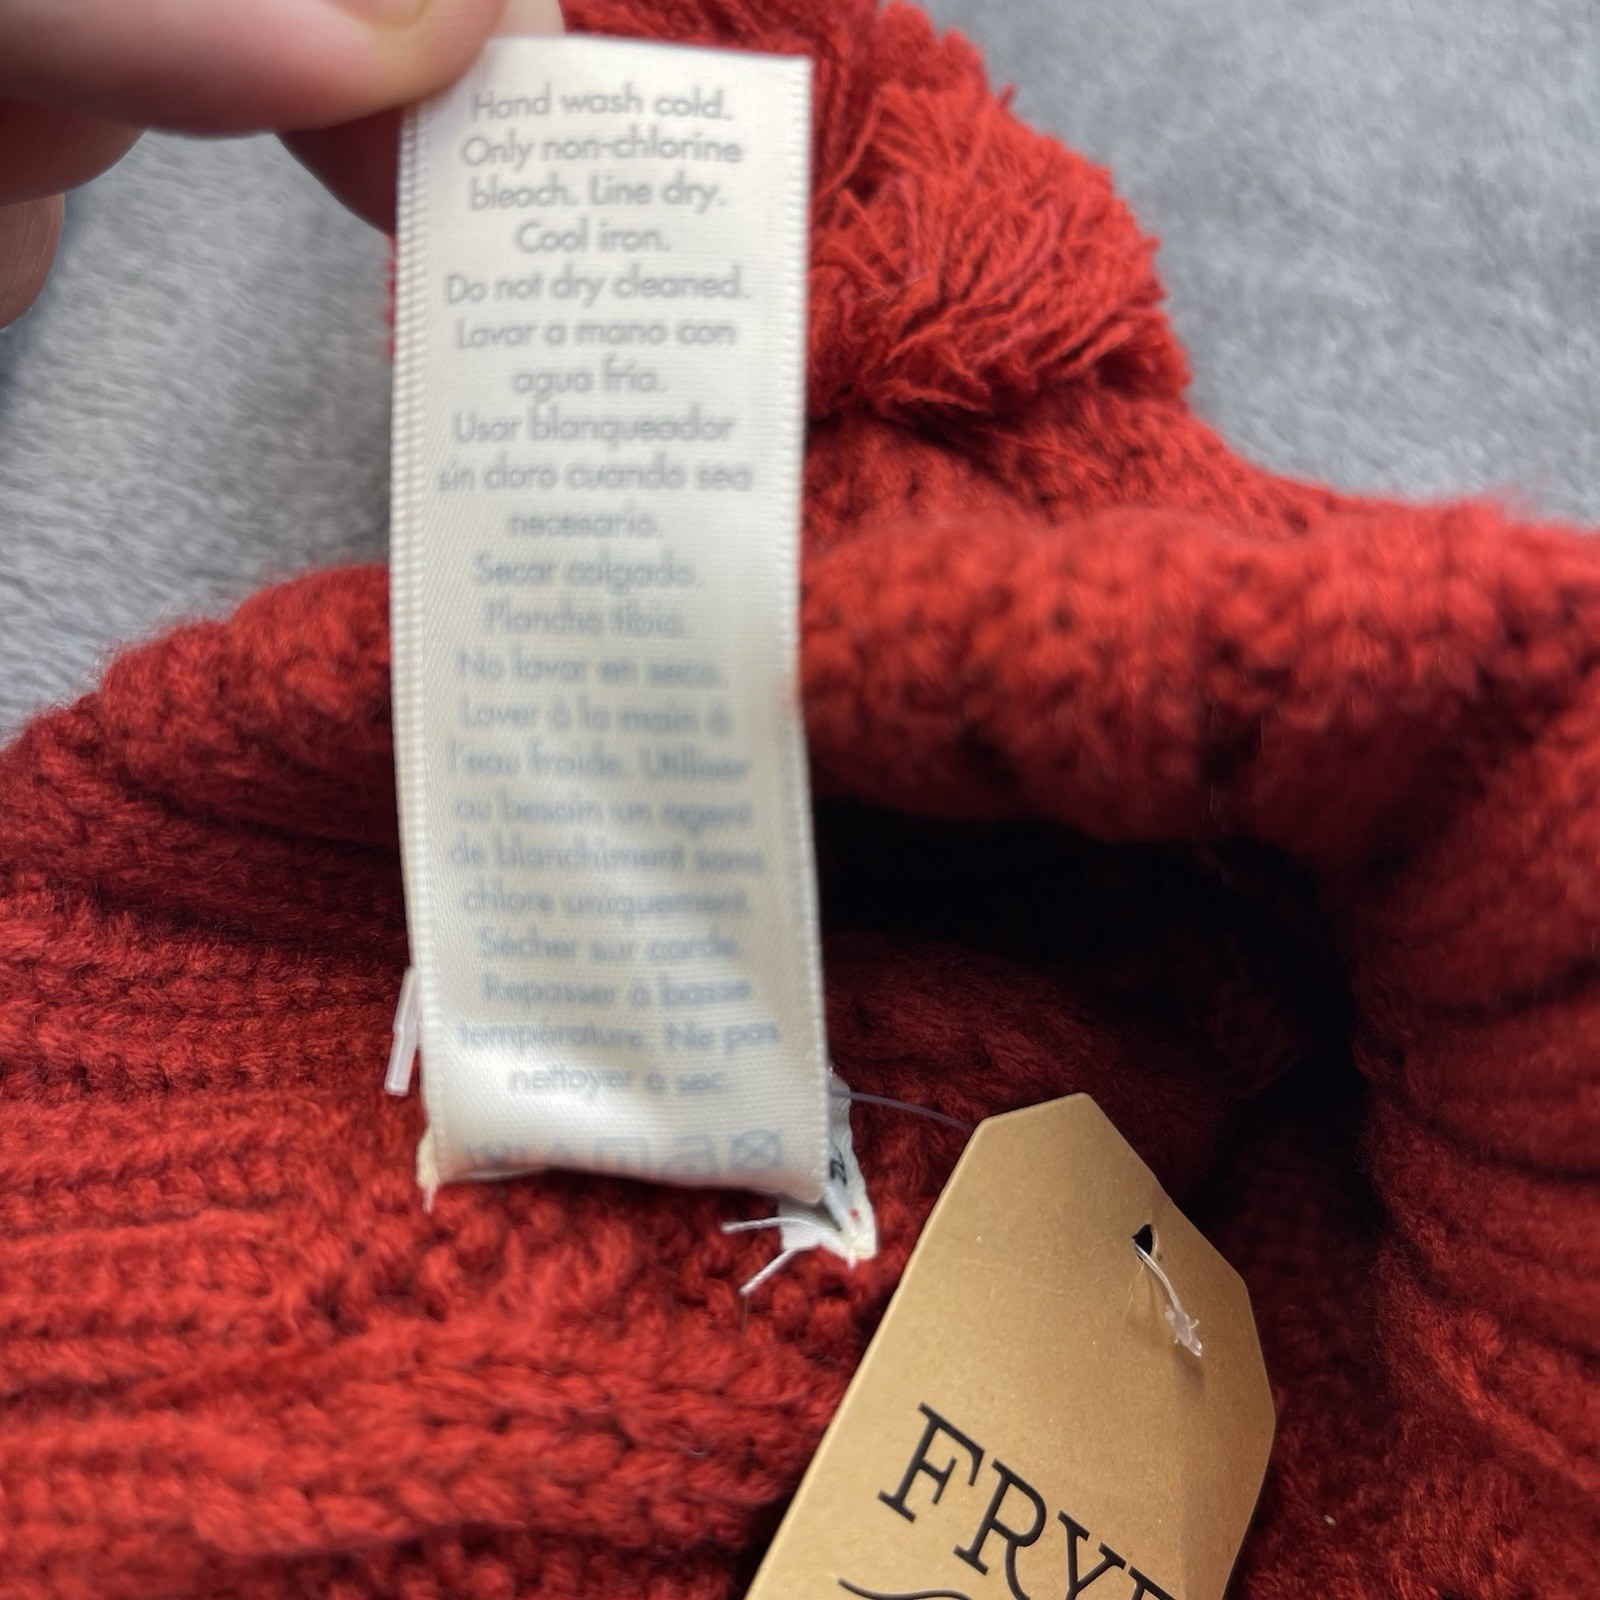 Hand wash cold.
Only non-chlorine
bleach. Line dry.
Cool iron.
Do not dry cleaned.
Lavar a mano con
agua fría.
Usar blanqueador
sin cloro cuando sea
necesario.
Secar colgado.
Plancha tibia.
No lavar en seco.
Laver à la main à
l'eau froide. Utiliser
au besoin un agent
de blanchiment sans
chlore uniquement.
Sécher sur corde.
Repasser à basse
température. Ne pas
nettoyer à sec.
FRYE